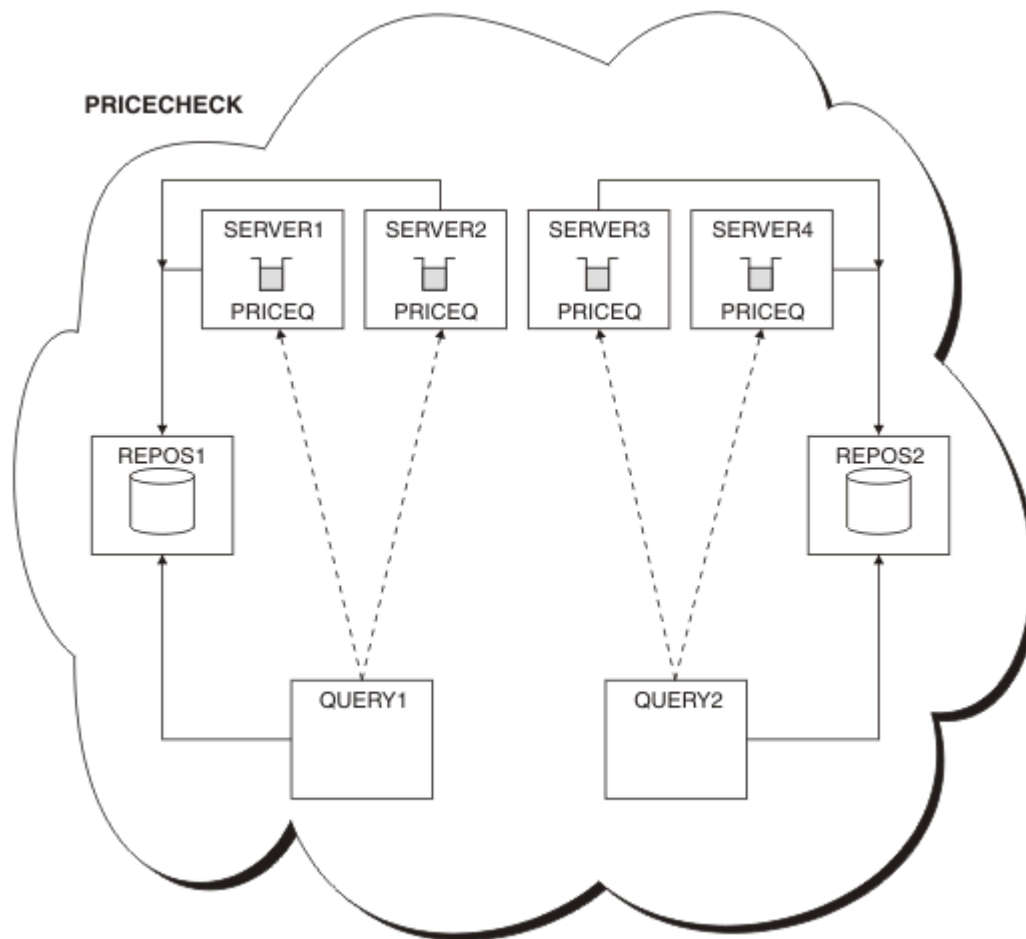 PRICECHECK
SERVER1
SERVER2
SERVER3
SERVER4
PRICEQ
PRICEQ
PRICEQ
PRICEQ
REPOS1
REPOS2
QUERY1
QUERY2